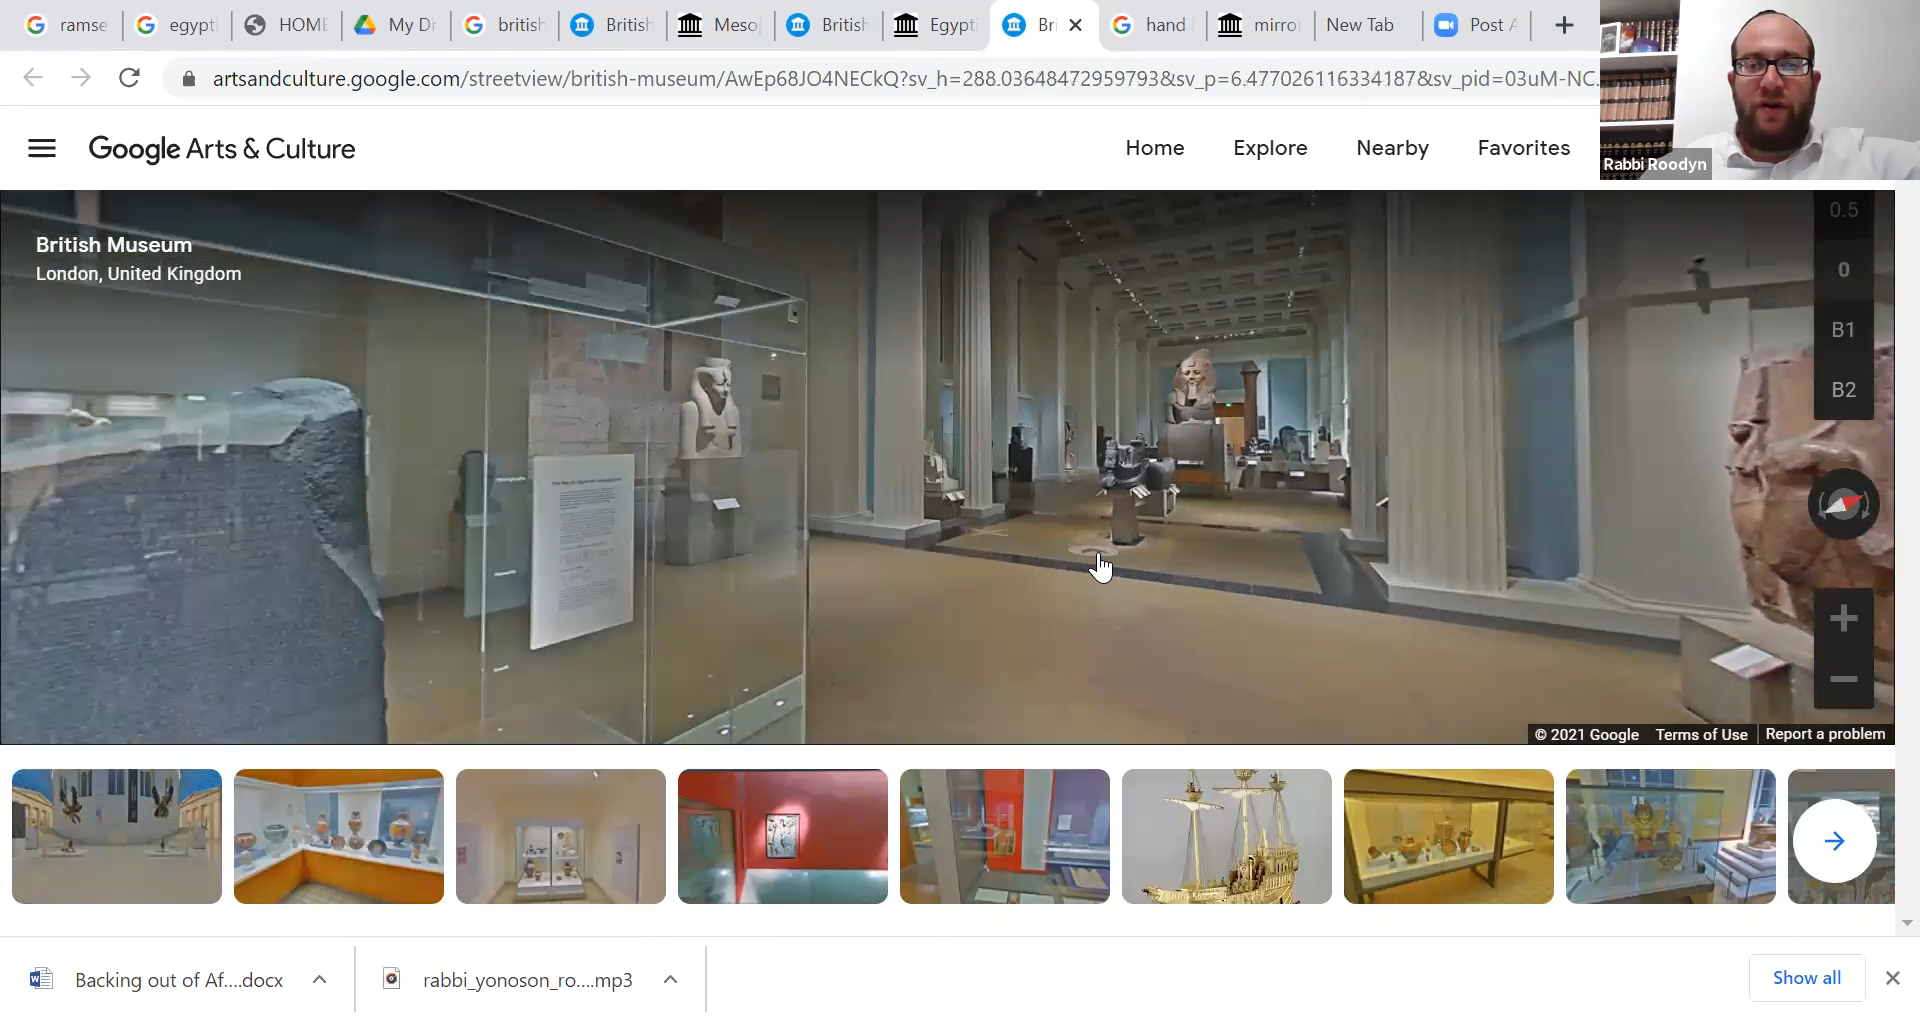 ramse
egypt
HOME
My Dr
british
British
Meso
British
Egypti
Bri
hand
mirror
New Tab
Post A
artsandculture.google.com/streetview/british-museum/AwEp68JO4NECkQ?sv_h=288.03648472959793&sv_p=6.477026116334187&sv_pid=03uM-NC.
Rabbi Roodyn
Google Arts & Culture
Home
Explore
Nearby
Favorites
British Museum
London, United Kingdom
0.5
0
B1
B2
© 2021 Google
Terms of Use
Report a problem
Backing out of Af....docx
rabbi_yonoson_ro....mp3
Show all